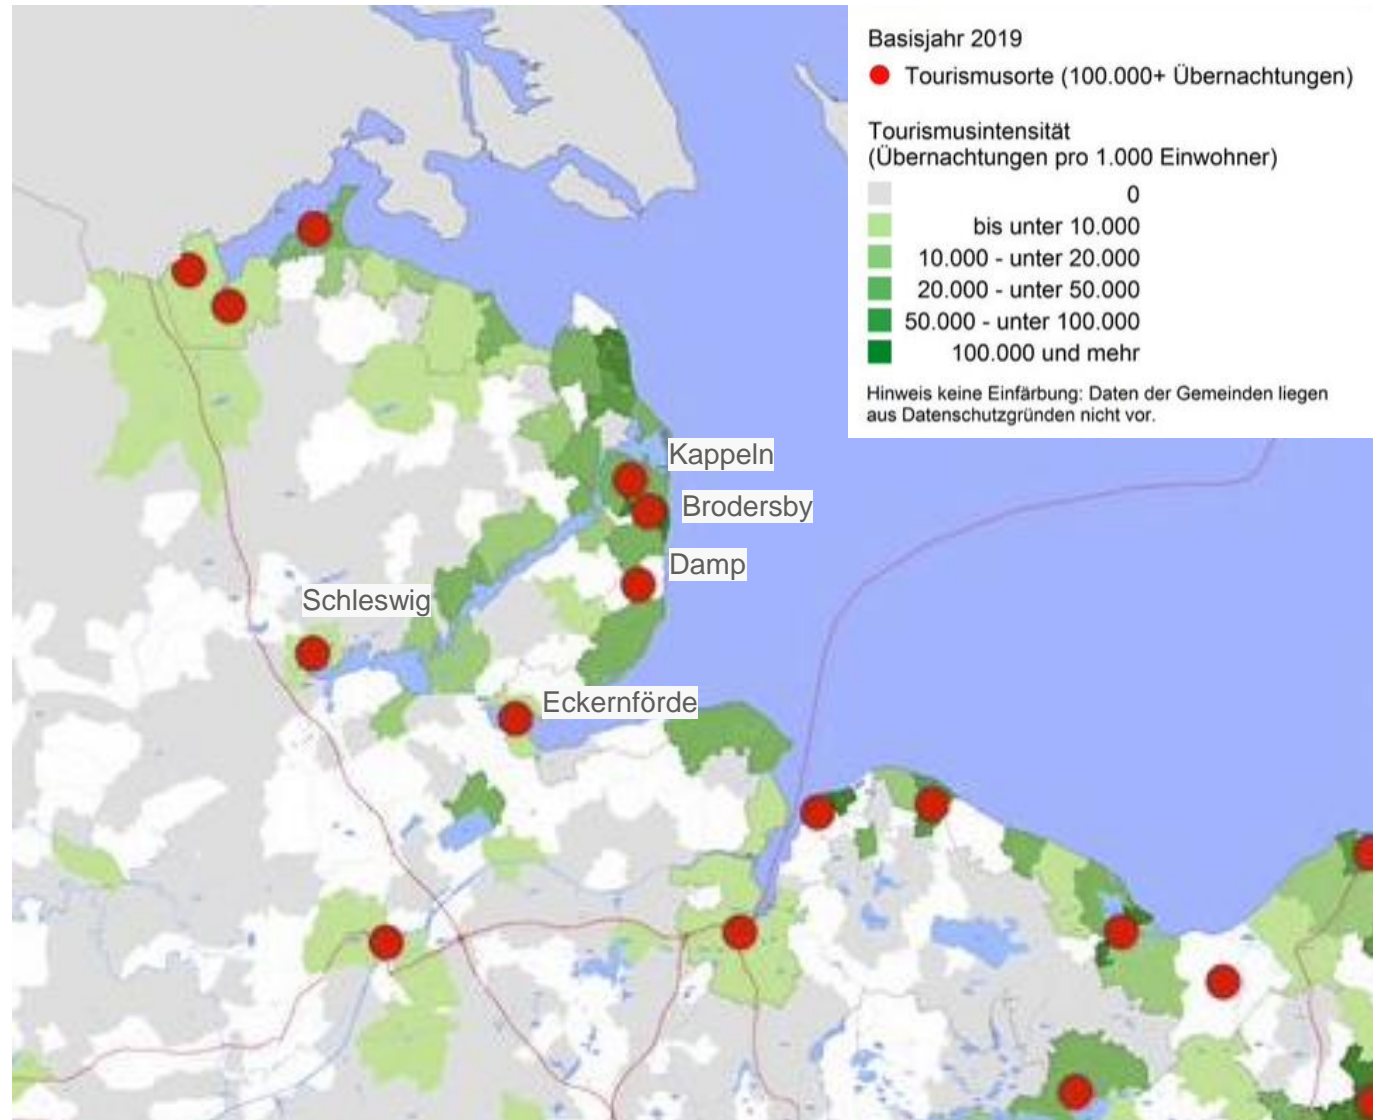 Basisjahr 2019
Tourismusorte (100.000+ Übernachtungen)
Tourismusintensität
(Übernachtungen pro 1.000 Einwohner)
0
bis unter 10.000
10.000 - unter 20.000
20.000 - unter 50.000
50.000 - unter 100.000
100.000 und mehr
Hinweis keine Einfärbung: Daten der Gemeinden liegen
aus Datenschutzgründen nicht vor.
Kappeln
Brodersby
Damp
Schleswig
Eckernförde